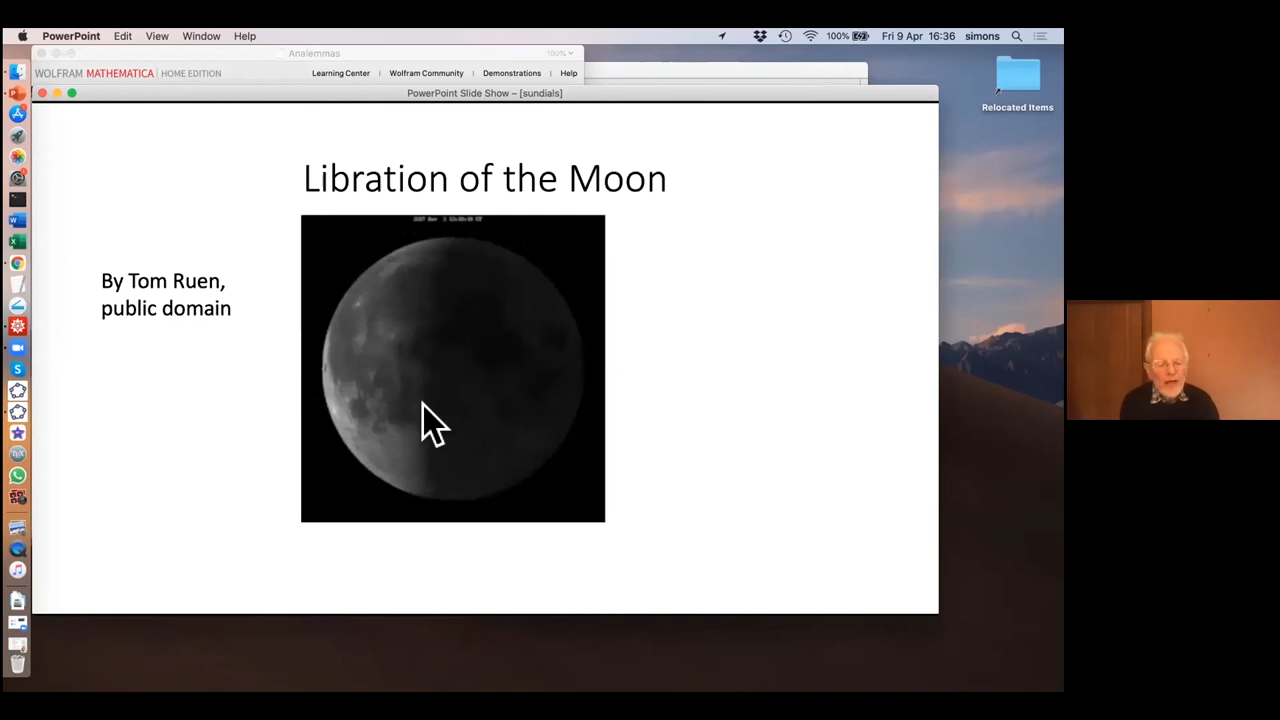 PowerPoint Edit View Window Help 100% Fri 9 Apr 16:36 simons
Analemmas 100%
WOLFRAM MATHEMATICA HOME EDITION Learning Center Wolfram Community Demonstrations Help
PowerPoint Slide Show – [sundials]
Relocated Items
Libration of the Moon
By Tom Ruen,
public domain